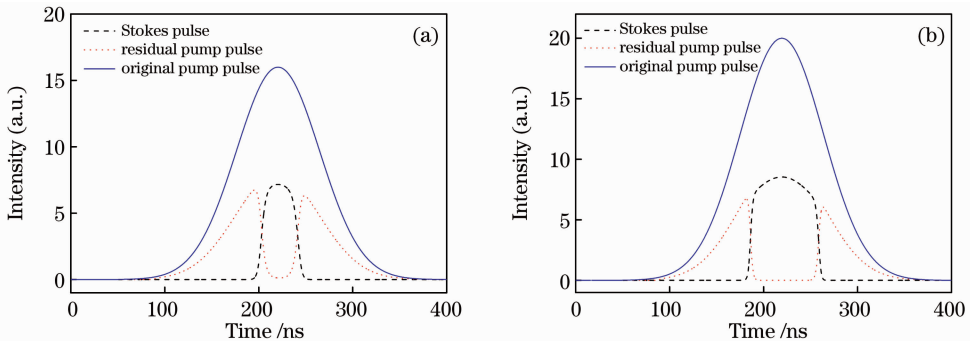 20
15
10
5
0
Intensity (a.u.)
Stokes pulse
residual pump pulse
original pump pulse
(a)
0
100
200
300
400
Time /ns
20
15
10
5
0
Intensity (a.u.)
Stokes pulse
residual pump pulse
original pump pulse
(b)
0
100
200
300
400
Time /ns